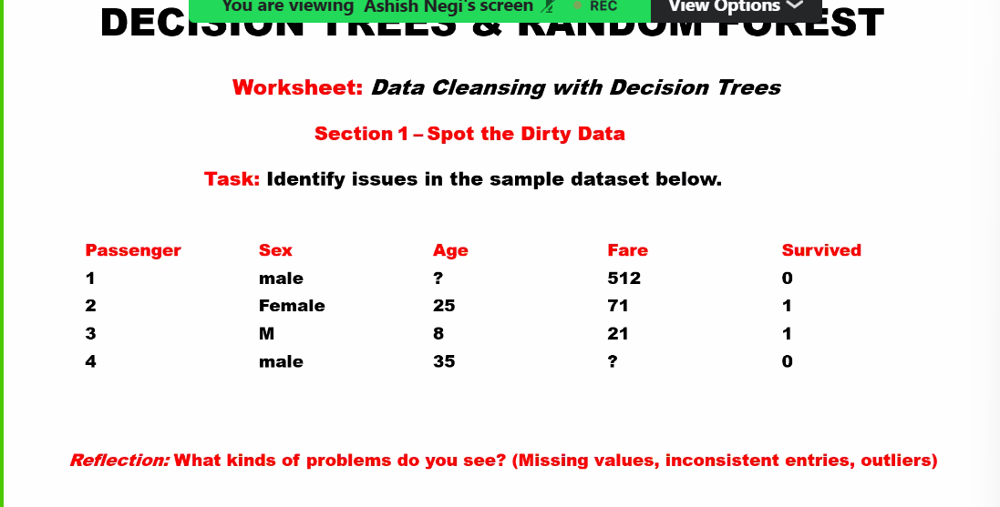 You are viewing Ashish Negi's screen REC View Options
DECISION TREES & RANDOM FOREST
Worksheet: Data Cleansing with Decision Trees
Section 1 – Spot the Dirty Data
Task: Identify issues in the sample dataset below.
Passenger Sex Age Fare Survived
1 male ? 512 0
2 Female 25 71 1
3 M 8 21 1
4 male 35 ? 0
Reflection: What kinds of problems do you see? (Missing values, inconsistent entries, outliers)